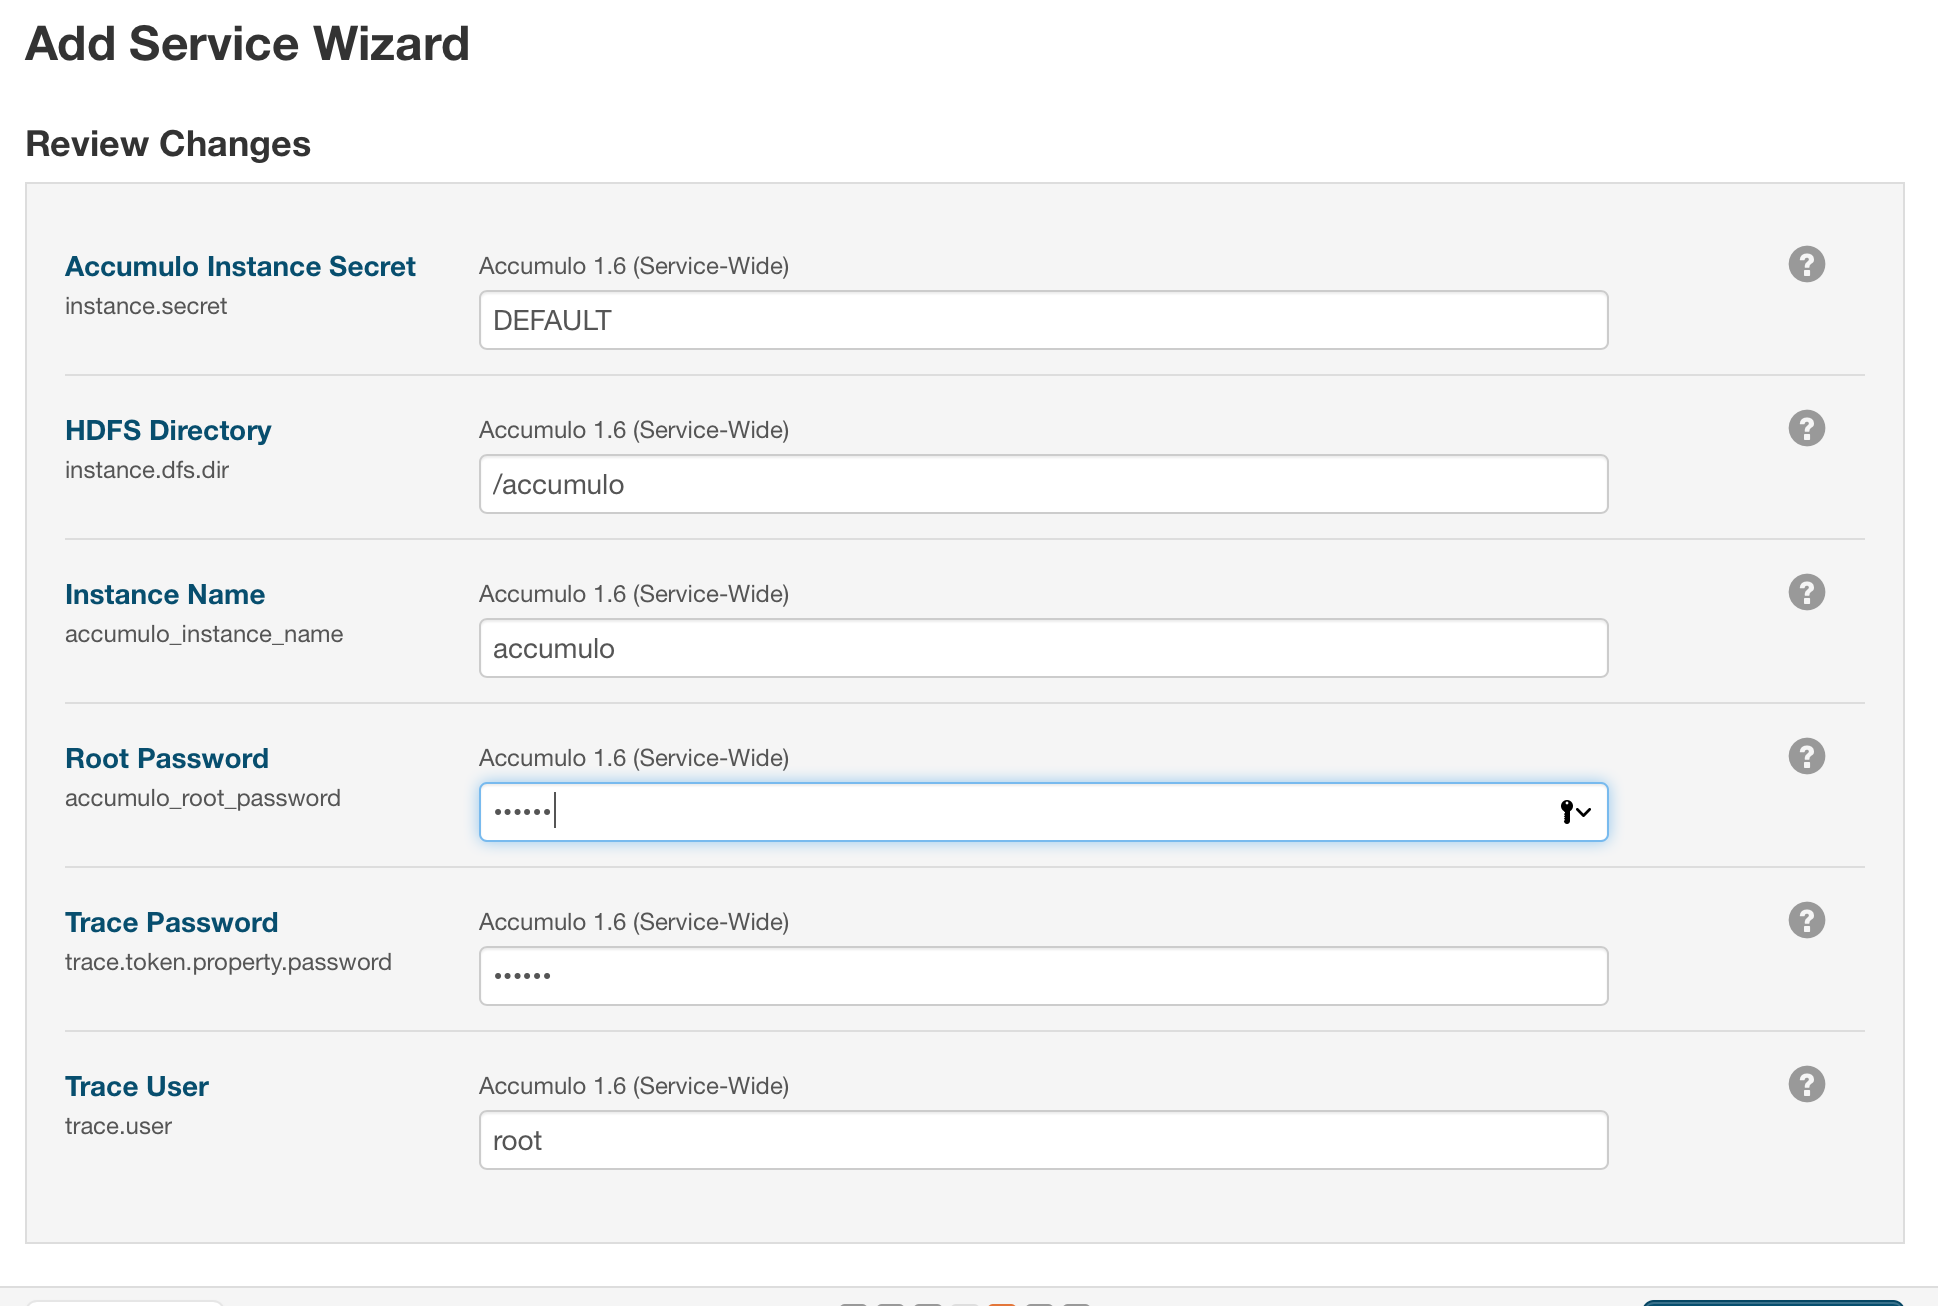 Add Service Wizard
Review Changes
Accumulo Instance Secret
instance.secret
Accumulo 1.6 (Service-Wide)
DEFAULT
?
HDFS Directory
instance.dfs.dir
Accumulo 1.6 (Service-Wide)
/accumulo
?
Instance Name
accumulo_instance_name
Accumulo 1.6 (Service-Wide)
accumulo
?
Root Password
accumulo_root_password
Accumulo 1.6 (Service-Wide)
••••••
?
Trace Password
trace.token.property.password
Accumulo 1.6 (Service-Wide)
••••••
?
Trace User
trace.user
Accumulo 1.6 (Service-Wide)
root
?